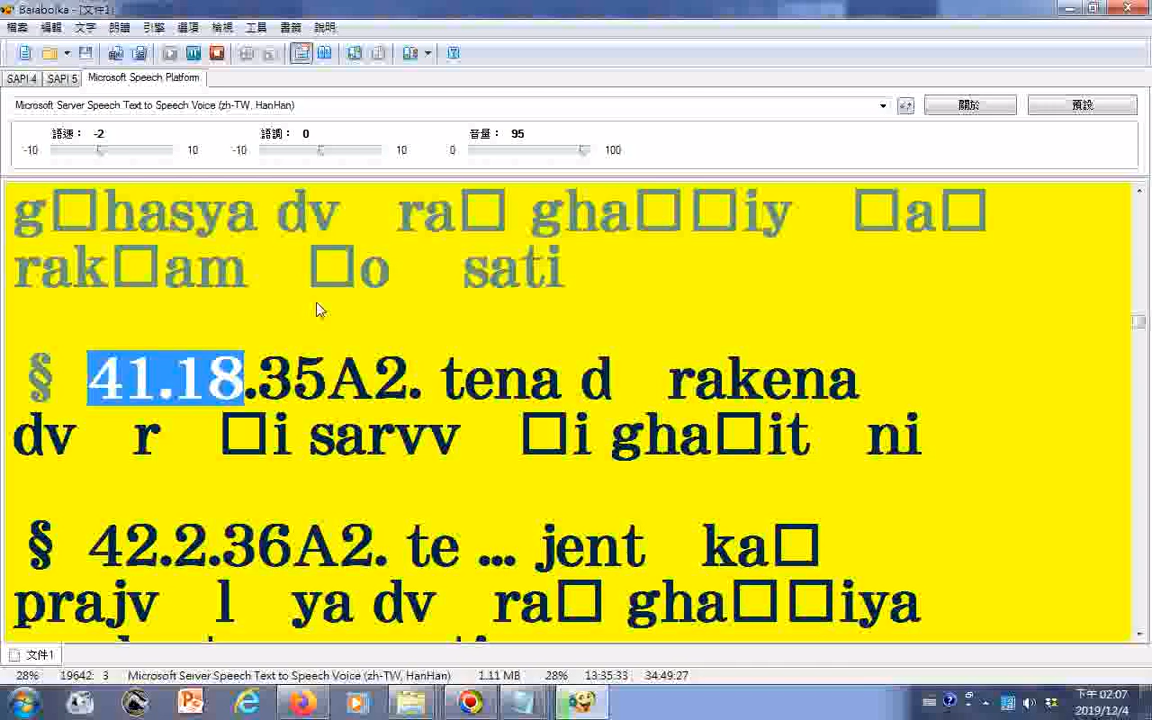 Balabolka - [文件1]
檔案 編輯 文字 朗讀 引擎 選項 檢視 工具 書籤 說明
SAPI 4 SAPI 5 Microsoft Speech Platform
Microsoft Server Speech Text to Speech Voice (zh-TW, HanHan) 關於 預設
語速： -2 語調： 0 音量： 95
-10 10 -10 10 0 100
g□hasya dv ra□ gha□□iy □a□
rak□am □o sati
§ 41.18.35A2. tena d rakena
dv r □i sarvv □i gha□it ni
§ 42.2.36A2. te ... jent ka□
prajv l ya dv ra□ gha□□iya
文件1
28% 19642: 3 Microsoft Server Speech Text to Speech Voice (zh-TW, HanHan) 1.11 MB 28% 13:35.33 34:49:27
下午 02:07
2019/12/4